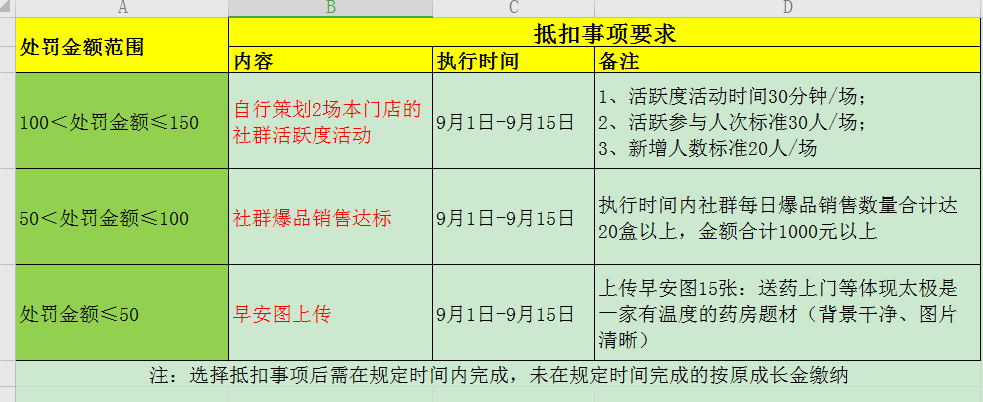 A B C D
处罚金额范围
抵扣事项要求
内容 执行时间 备注
100＜处罚金额≤150
自行策划2场本门店的
社群活跃度活动
9月1日-9月15日
1、活跃度活动时间30分钟/场；
2、活跃参与人次标准30人/场；
3、新增人数标准20人/场
50＜处罚金额≤100
社群爆品销售达标
9月1日-9月15日
执行时间内社群每日爆品销售数量合计达
20盒以上，金额合计1000元以上
处罚金额≤50
早安图上传
9月1日-9月15日
上传早安图15张：送药上门等体现太极是
一家有温度的药房题材（背景干净、图片
清晰）
注：选择抵扣事项后需在规定时间内完成，未在规定时间完成的按原成长金缴纳